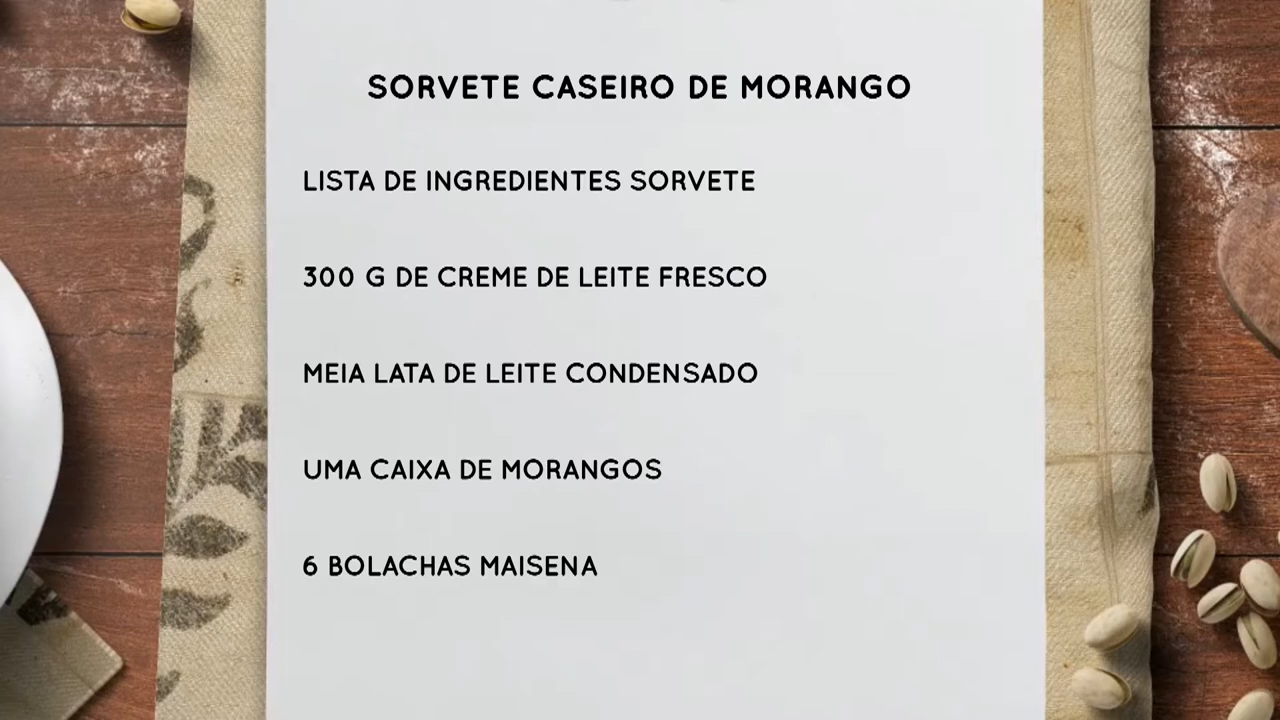 SORVETE CASEIRO DE MORANGO
LISTA DE INGREDIENTES SORVETE
300 G DE CREME DE LEITE FRESCO
MEIA LATA DE LEITE CONDENSADO
UMA CAIXA DE MORANGOS
6 BOLACHAS MAISENA